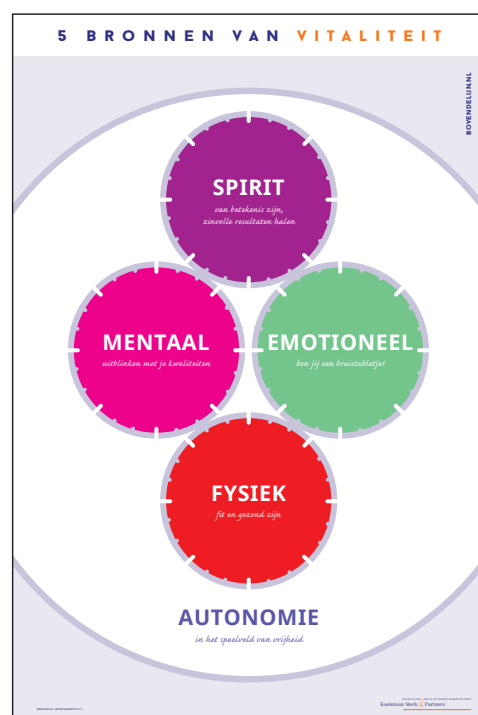 5 BRONNEN VAN VITALITEIT
BOVENDELIJN.NL
SPIRIT
van betekenis zijn,
zinvolle resultaten halen
MENTAAL
uitblinken met je kwaliteiten
EMOTIONEEL
ben jij een bruistabletje?
FYSIEK
fit en gezond zijn
AUTONOMIE
in het speelveld van vrijheid
Koeleman Sterk & Partners